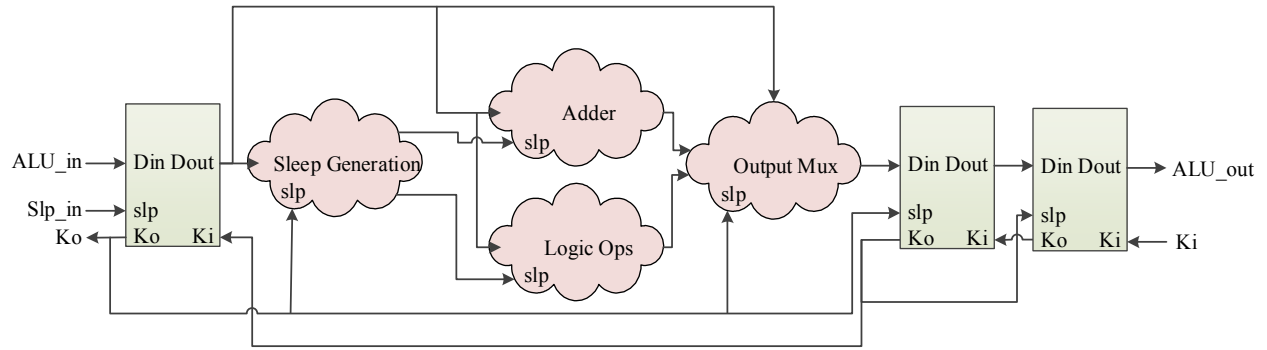 ALU_in
Slp_in
Ko
Din Dout
slp
Ko Ki
Sleep Generation
slp
Adder
slp
Logic Ops
slp
Output Mux
slp
Din Dout
slp
Ko Ki
Din Dout
slp
Ko Ki
ALU_out
Ki